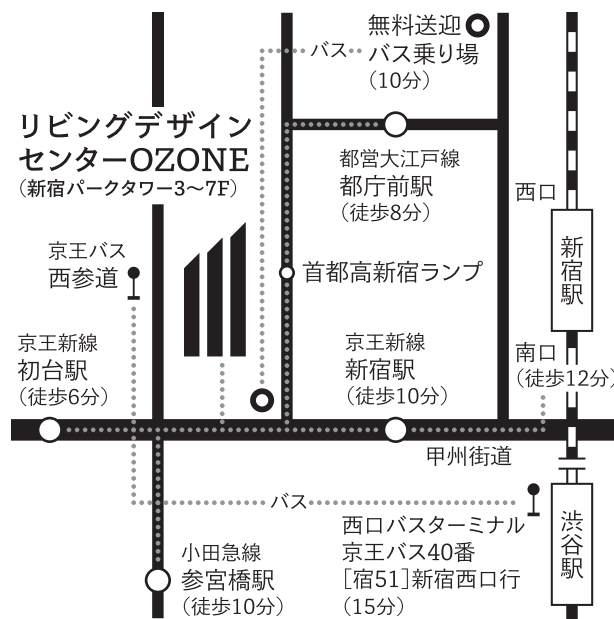 無料送迎
バス乗り場
(10分)
バス
リビングデザイン
センターOZONE
(新宿パークタワー3〜7F)
都営大江戸線
都庁前駅
(徒歩8分)
西口
新宿駅
京王バス
西参道
首都高新宿ランプ
京王新線
初台駅
(徒歩6分)
京王新線
新宿駅
(徒歩10分)
南口
(徒歩12分)
甲州街道
バス
西口バスターミナル
京王バス40番
[宿51]新宿西口行
(15分)
渋谷駅
小田急線
参宮橋駅
(徒歩10分)